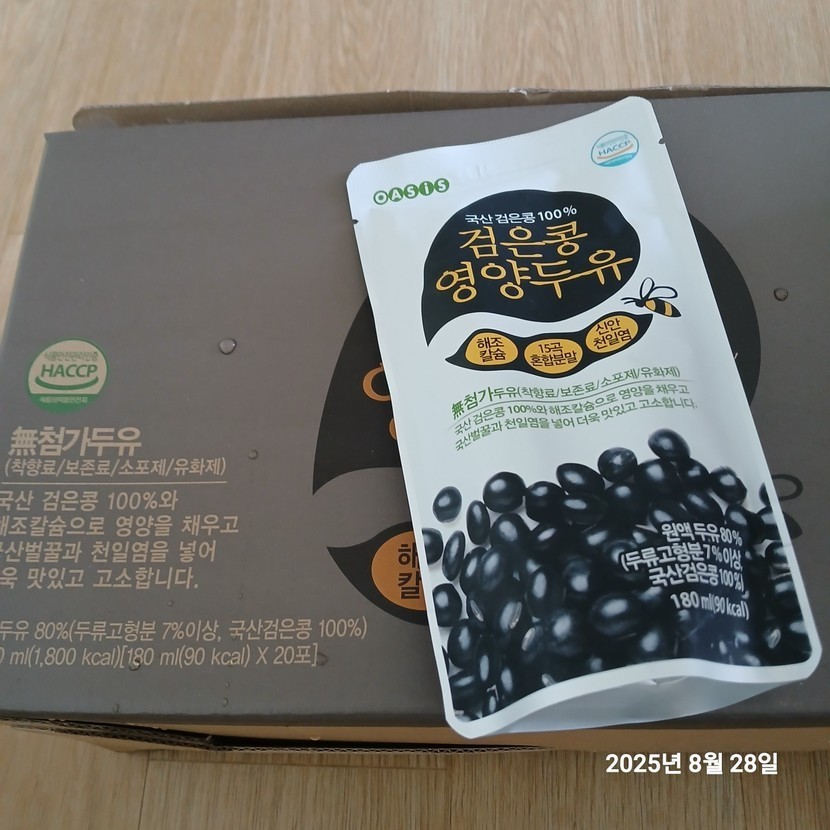 OASIS
HACCP
국산 검은콩 100%
검은콩
영양두유
해조
칼슘
15곡
혼합분말
신안
천일염
無첨가두유(착향료/보존료/소포제/유화제)
국산 검은콩 100%와 해조칼슘으로 영양을 채우고
국산벌꿀과 천일염을 넣어 더욱 맛있고 고소합니다.
원액두유 80%
(두류고형분 7%이상,
국산검은콩 100%)
180 ml(90 kcal)
HACCP
無첨가두유
(착향료/보존료/소포제/유화제)
국산 검은콩 100%와
해조칼슘으로 영양을 채우고
국산벌꿀과 천일염을 넣어
욱 맛있고 고소합니다.
두유 80%(두류고형분 7%이상, 국산검은콩 100%)
0 ml(1,800 kcal)[180 ml(90 kcal) X 20포]
해
칼
2025년 8월 28일